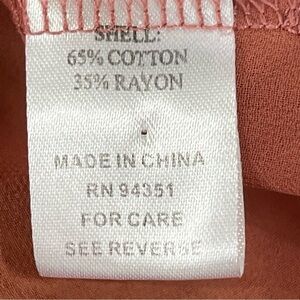 SHELL:
65% COTTON
35% RAYON
MADE IN CHINA
RN 94351
FOR CARE
SEE REVERSE